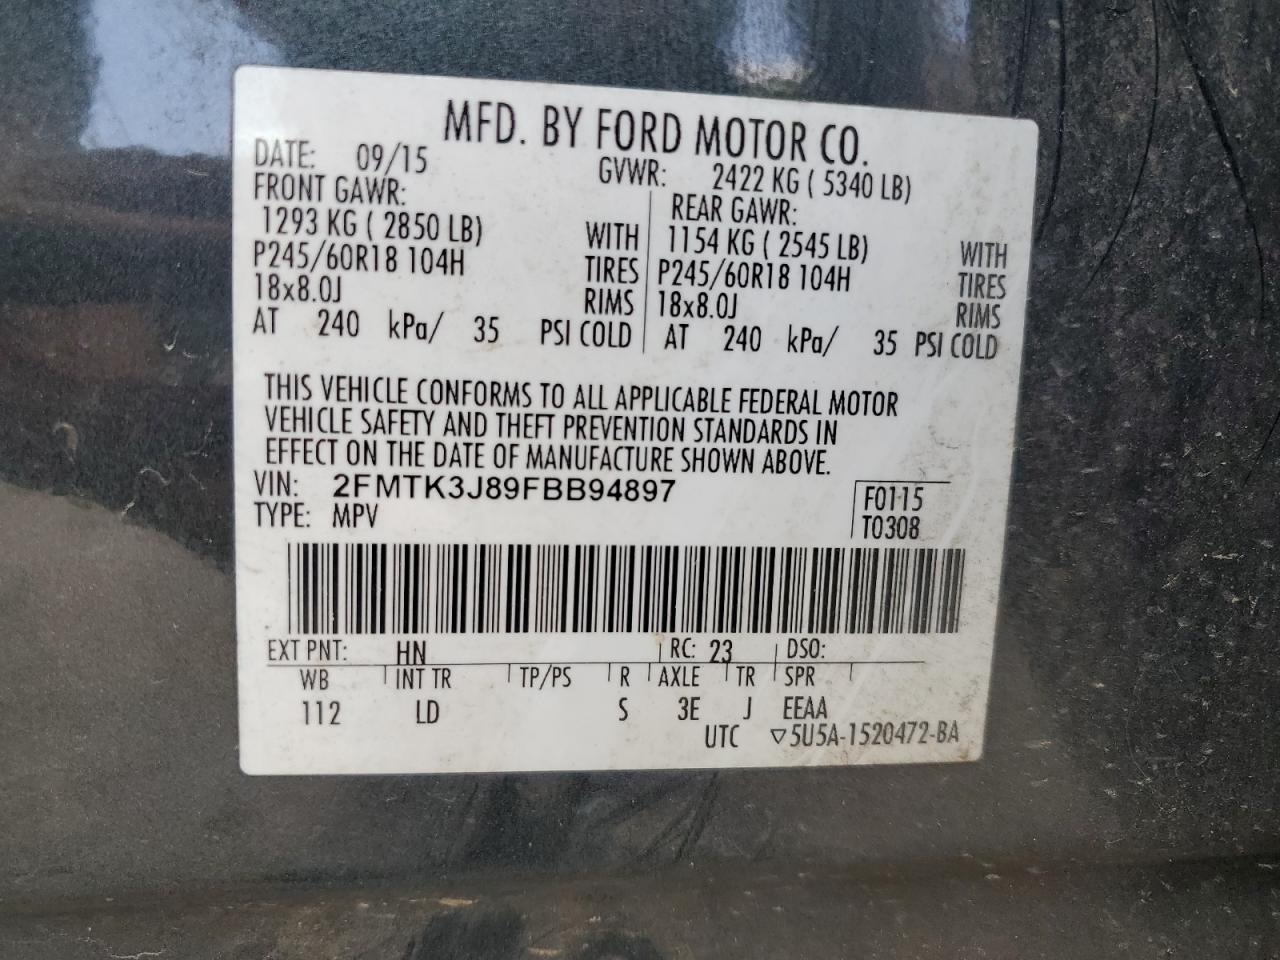 MFD. BY FORD MOTOR CO.
DATE: 09/15 GVWR: 2422 KG ( 5340 LB)
FRONT GAWR: REAR GAWR:
1293 KG ( 2850 LB) WITH 1154 KG ( 2545 LB) WITH
P245/60R18 104H TIRES P245/60R18 104H TIRES
18x8.0J RIMS 18x8.0J RIMS
AT 240 kPa/ 35 PSI COLD AT 240 kPa/ 35 PSI COLD
THIS VEHICLE CONFORMS TO ALL APPLICABLE FEDERAL MOTOR
VEHICLE SAFETY AND THEFT PREVENTION STANDARDS IN
EFFECT ON THE DATE OF MANUFACTURE SHOWN ABOVE.
VIN: 2FMTK3J89FBB94897 F0115
TYPE: MPV T0308
EXT PNT: HN RC: 23 DSO:
WB INT TR TP/PS R AXLE TR SPR
112 LD S 3E J EEAA
UTC ▽5U5A-1520472-BA